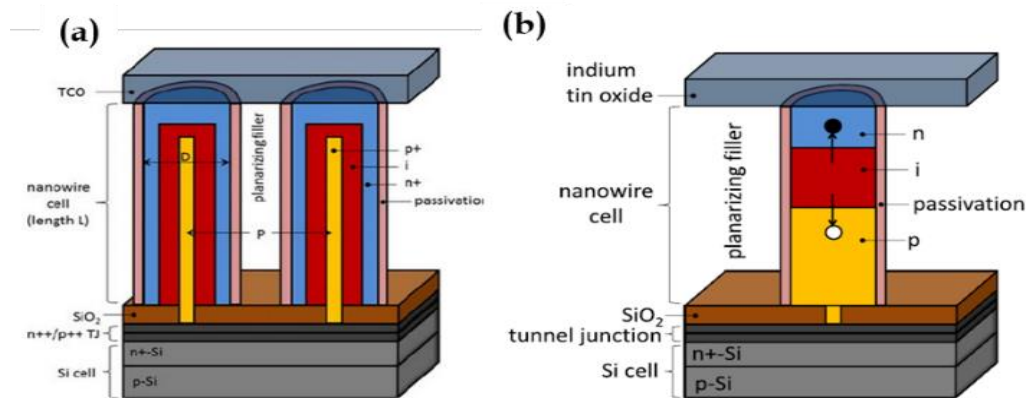 (a)
TCO
nanowire
cell
(length L)
D
planarizing filler
P
p+
i
n+
passivation
SiO₂
n++/p++ TJ
n+-Si
Si cell
p-Si
(b)
indium
tin oxide
nanowire
cell
planarizing filler
n
i
passivation
p
SiO₂
tunnel junction
n+-Si
Si cell
p-Si